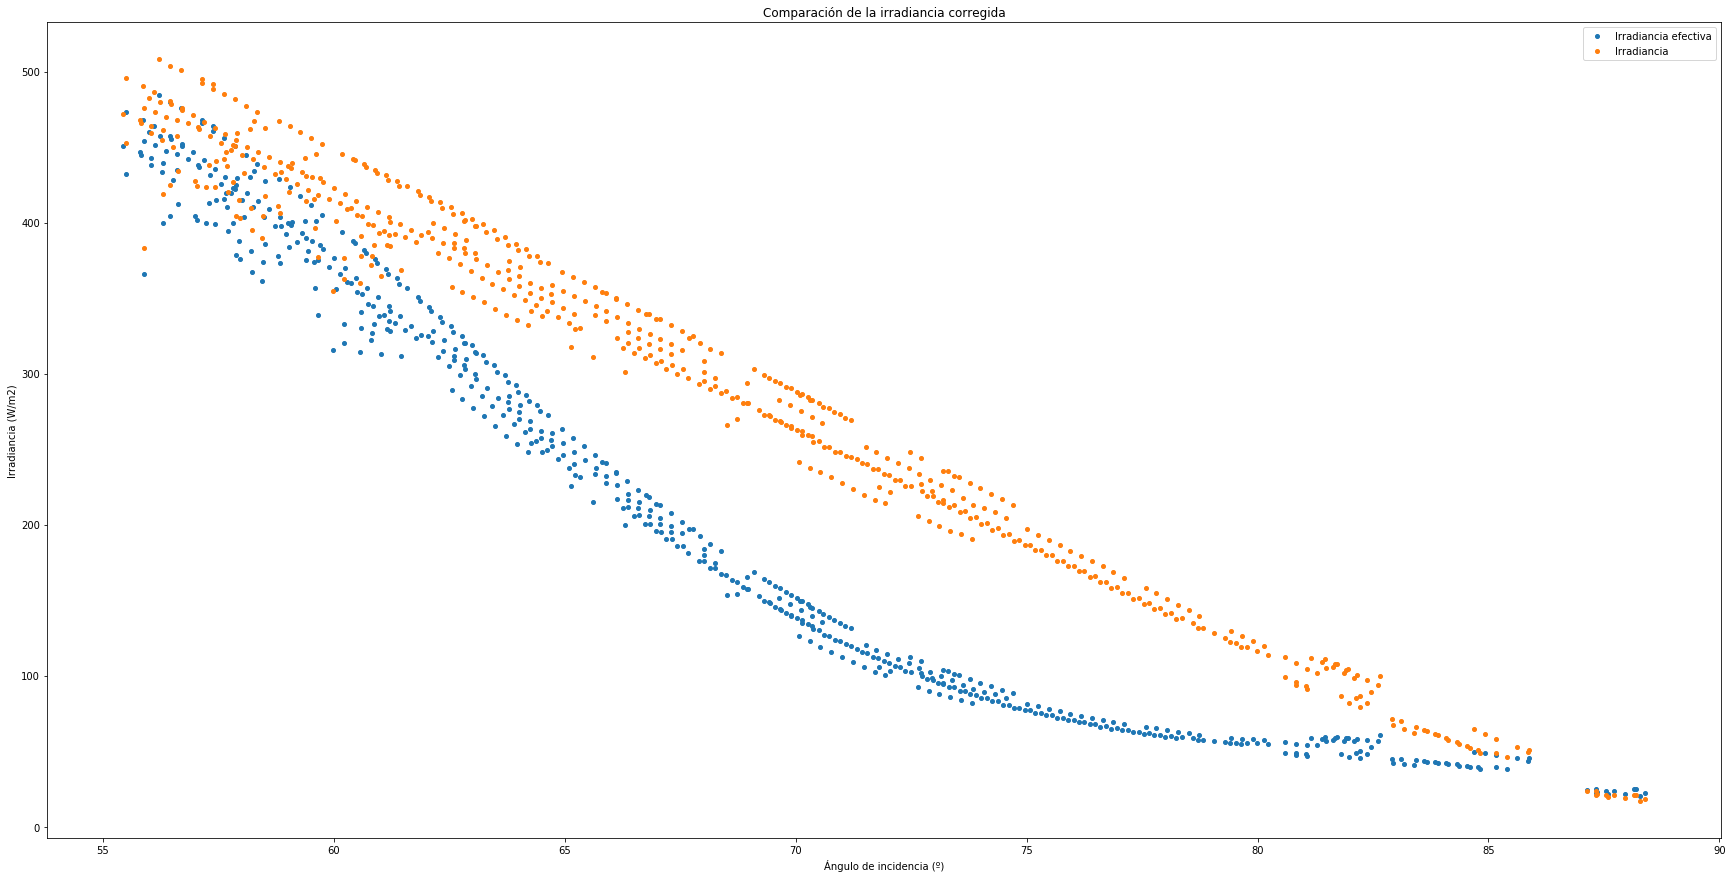 Comparación de la irradiancia corregida
Irradiancia efectiva
Irradiancia
500
400
300
200
100
0
Irradiancia (W/m2)
55 60 65 70 75 80 85 90
Ángulo de incidencia (º)